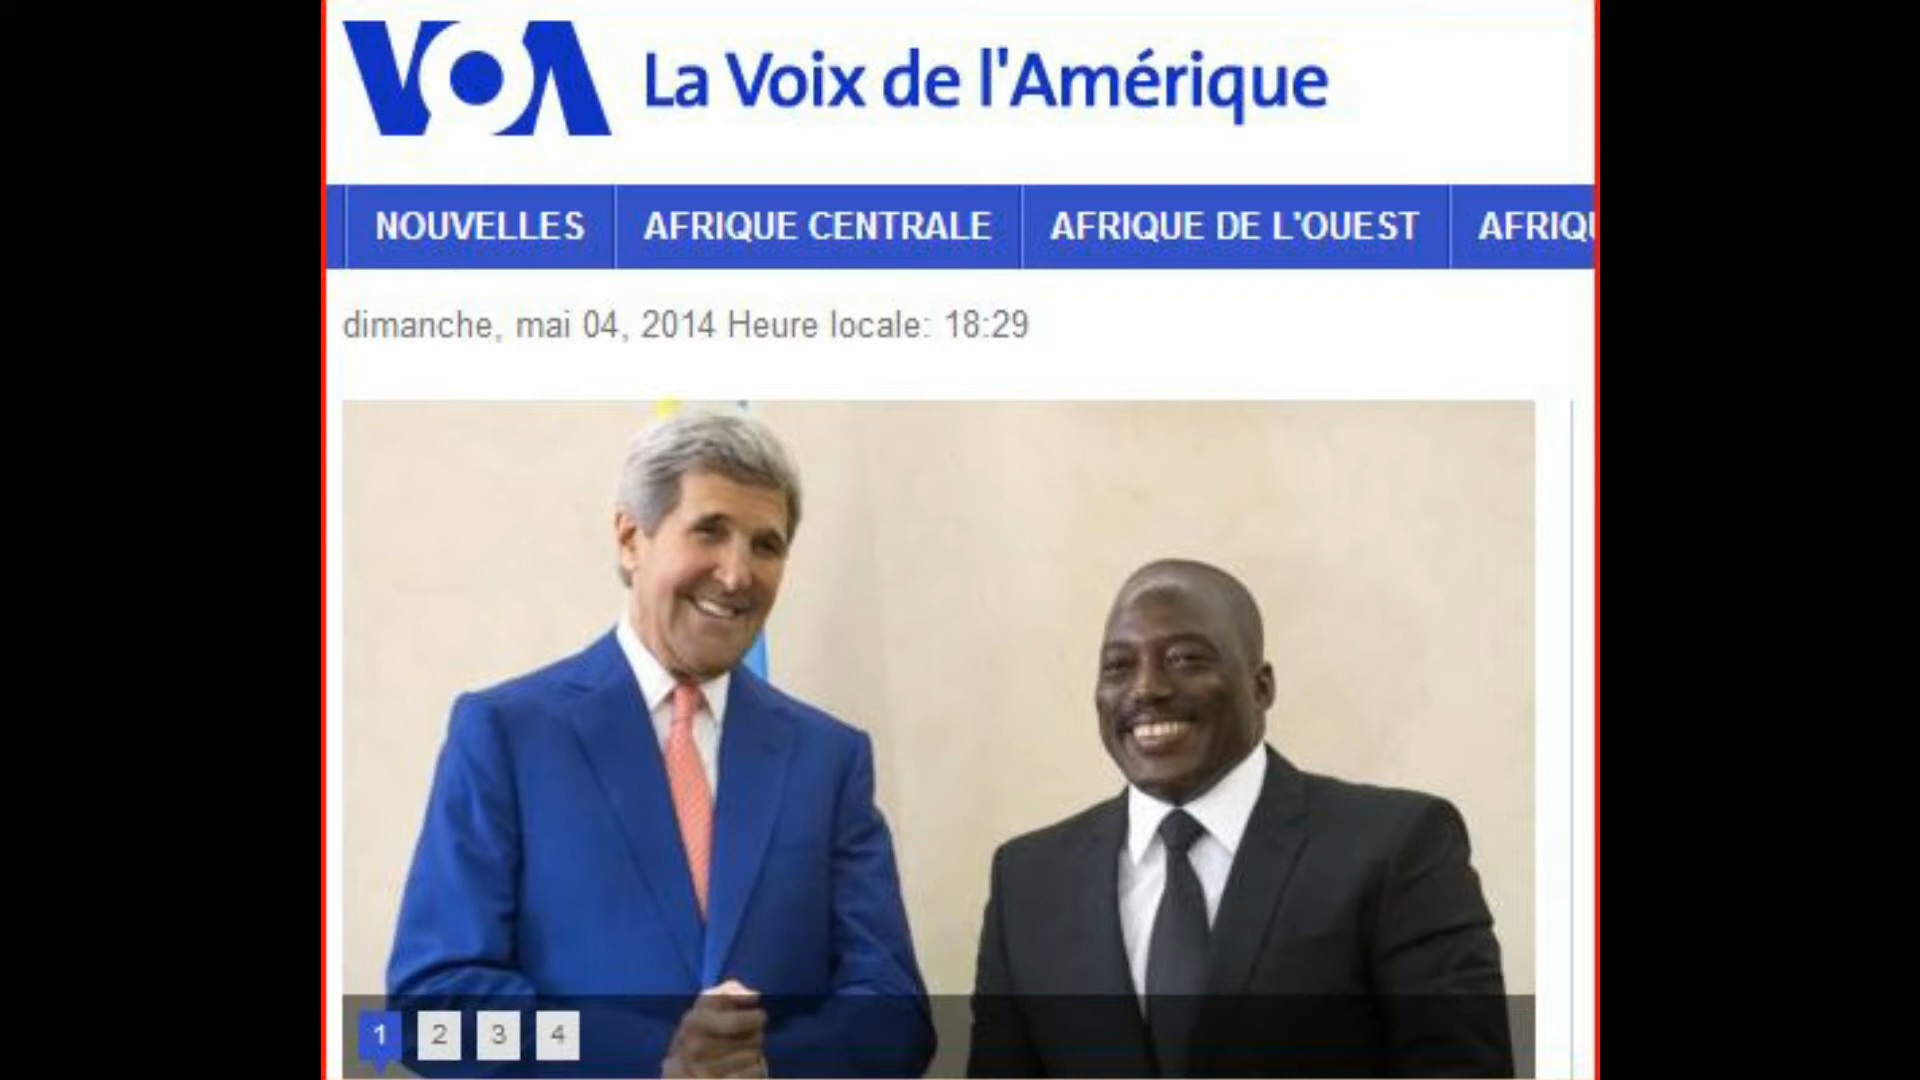 VOA La Voix de l'Amérique
NOUVELLES AFRIQUE CENTRALE AFRIQUE DE L'OUEST AFRIQU
dimanche, mai 04, 2014 Heure locale: 18:29
1 2 3 4